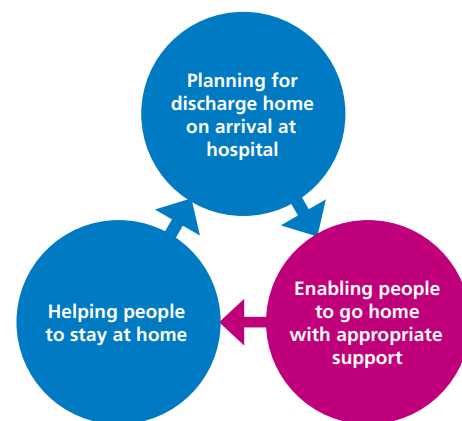 Planning for
discharge home
on arrival at
hospital
Helping people
to stay at home
Enabling people
to go home
with appropriate
support